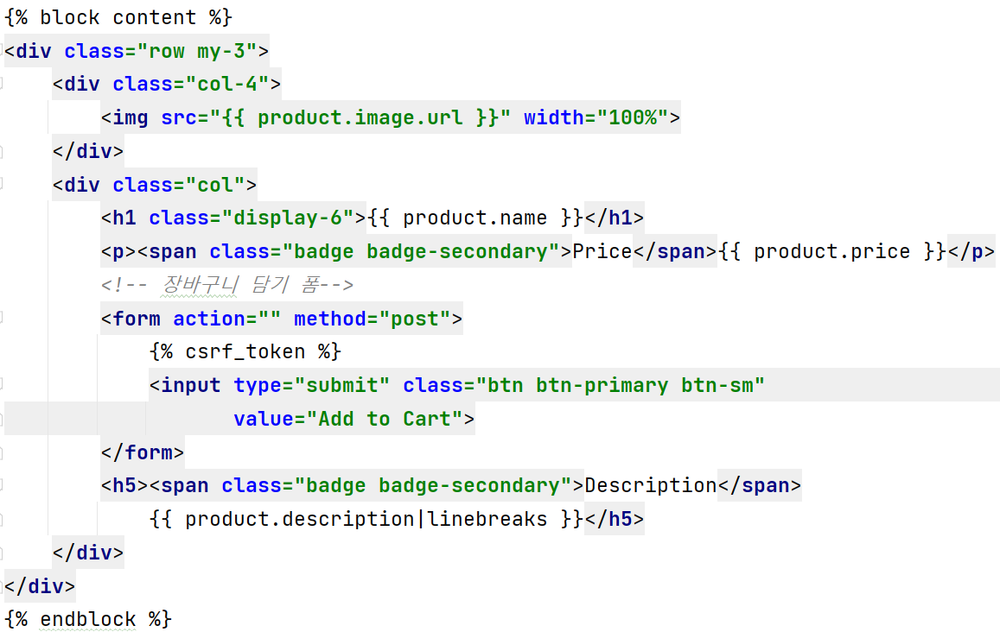 {% block content %}
<div class="row my-3">
    <div class="col-4">
        <img src="{{ product.image.url }}" width="100%">
    </div>
    <div class="col">
        <h1 class="display-6">{{ product.name }}</h1>
        <p><span class="badge badge-secondary">Price</span>{{ product.price }}</p>
        <!-- 장바구니 담기 폼-->
        <form action="" method="post">
            {% csrf_token %}
            <input type="submit" class="btn btn-primary btn-sm"
                   value="Add to Cart">
        </form>
        <h5><span class="badge badge-secondary">Description</span>
            {{ product.description|linebreaks }}</h5>
    </div>
</div>
{% endblock %}